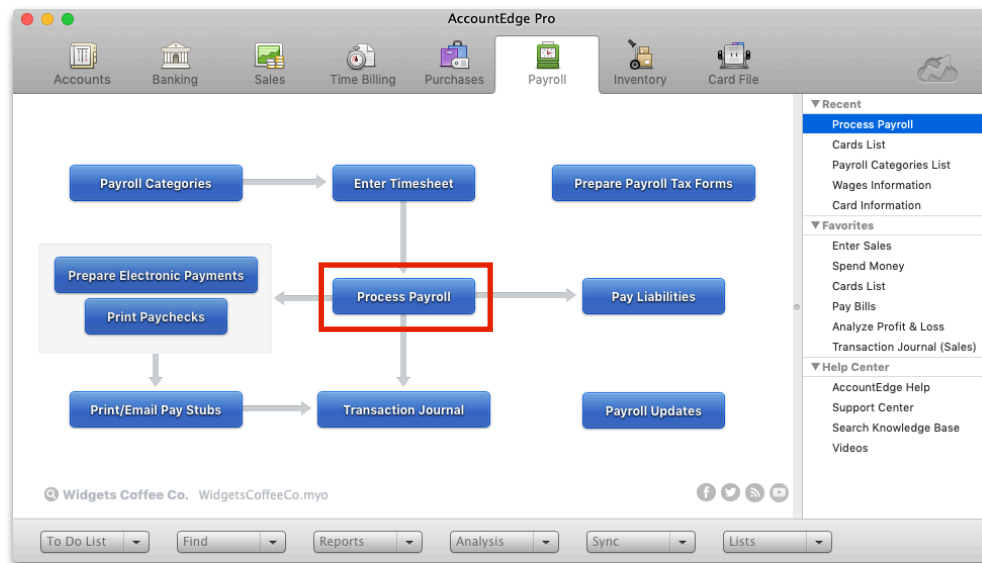 AccountEdge Pro
Accounts
Banking
Sales
Time Billing
Purchases
Payroll
Inventory
Card File
Payroll Categories
Enter Timesheet
Prepare Payroll Tax Forms
Prepare Electronic Payments
Print Paychecks
Process Payroll
Pay Liabilities
Print/Email Pay Stubs
Transaction Journal
Payroll Updates
Widgets Coffee Co. WidgetsCoffeeCo.myo
Recent
Process Payroll
Cards List
Payroll Categories List
Wages Information
Card Information
Favorites
Enter Sales
Spend Money
Cards List
Pay Bills
Analyze Profit & Loss
Transaction Journal (Sales)
Help Center
AccountEdge Help
Support Center
Search Knowledge Base
Videos
To Do List
Find
Reports
Analysis
Sync
Lists